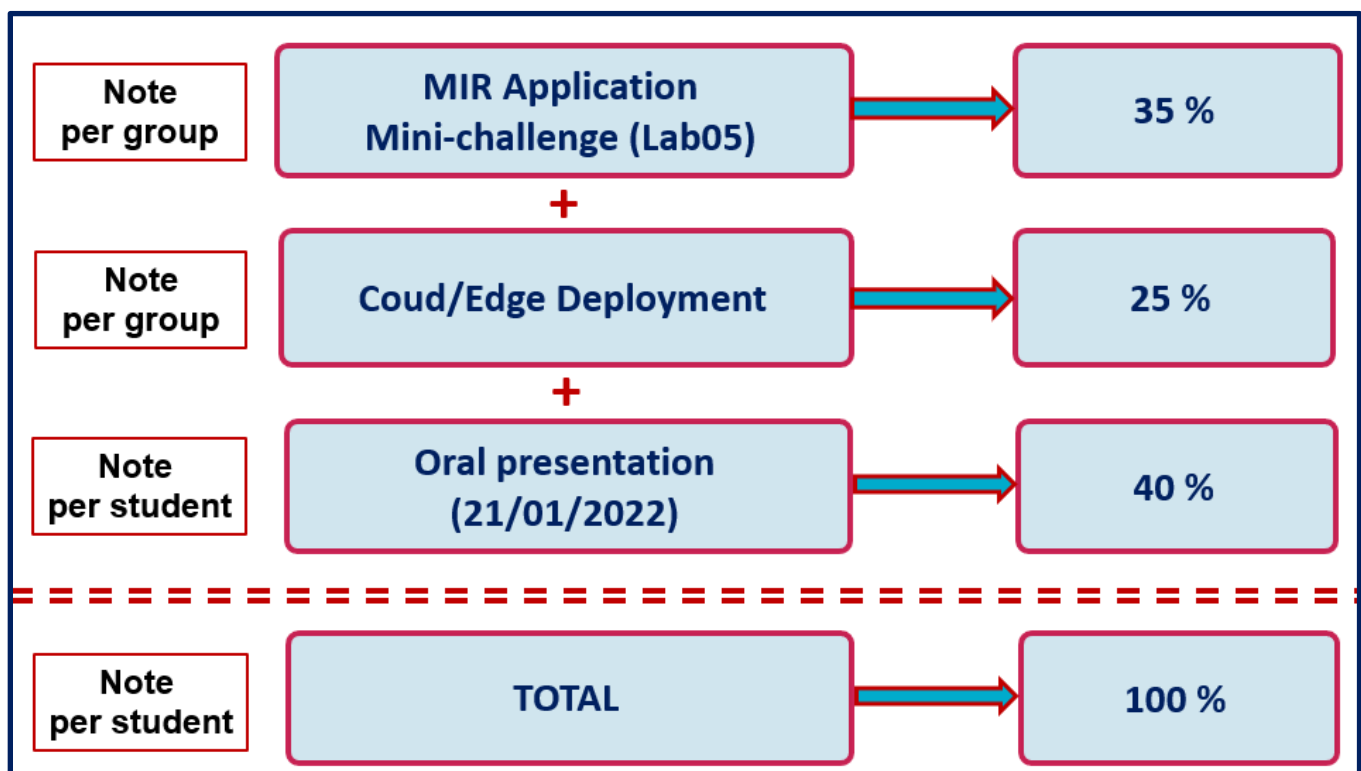 Note
per group
MIR Application
Mini-challenge (Lab05)
35 %
+
Note
per group
Coud/Edge Deployment
25 %
+
Note
per student
Oral presentation
(21/01/2022)
40 %
Note
per student
TOTAL
100 %